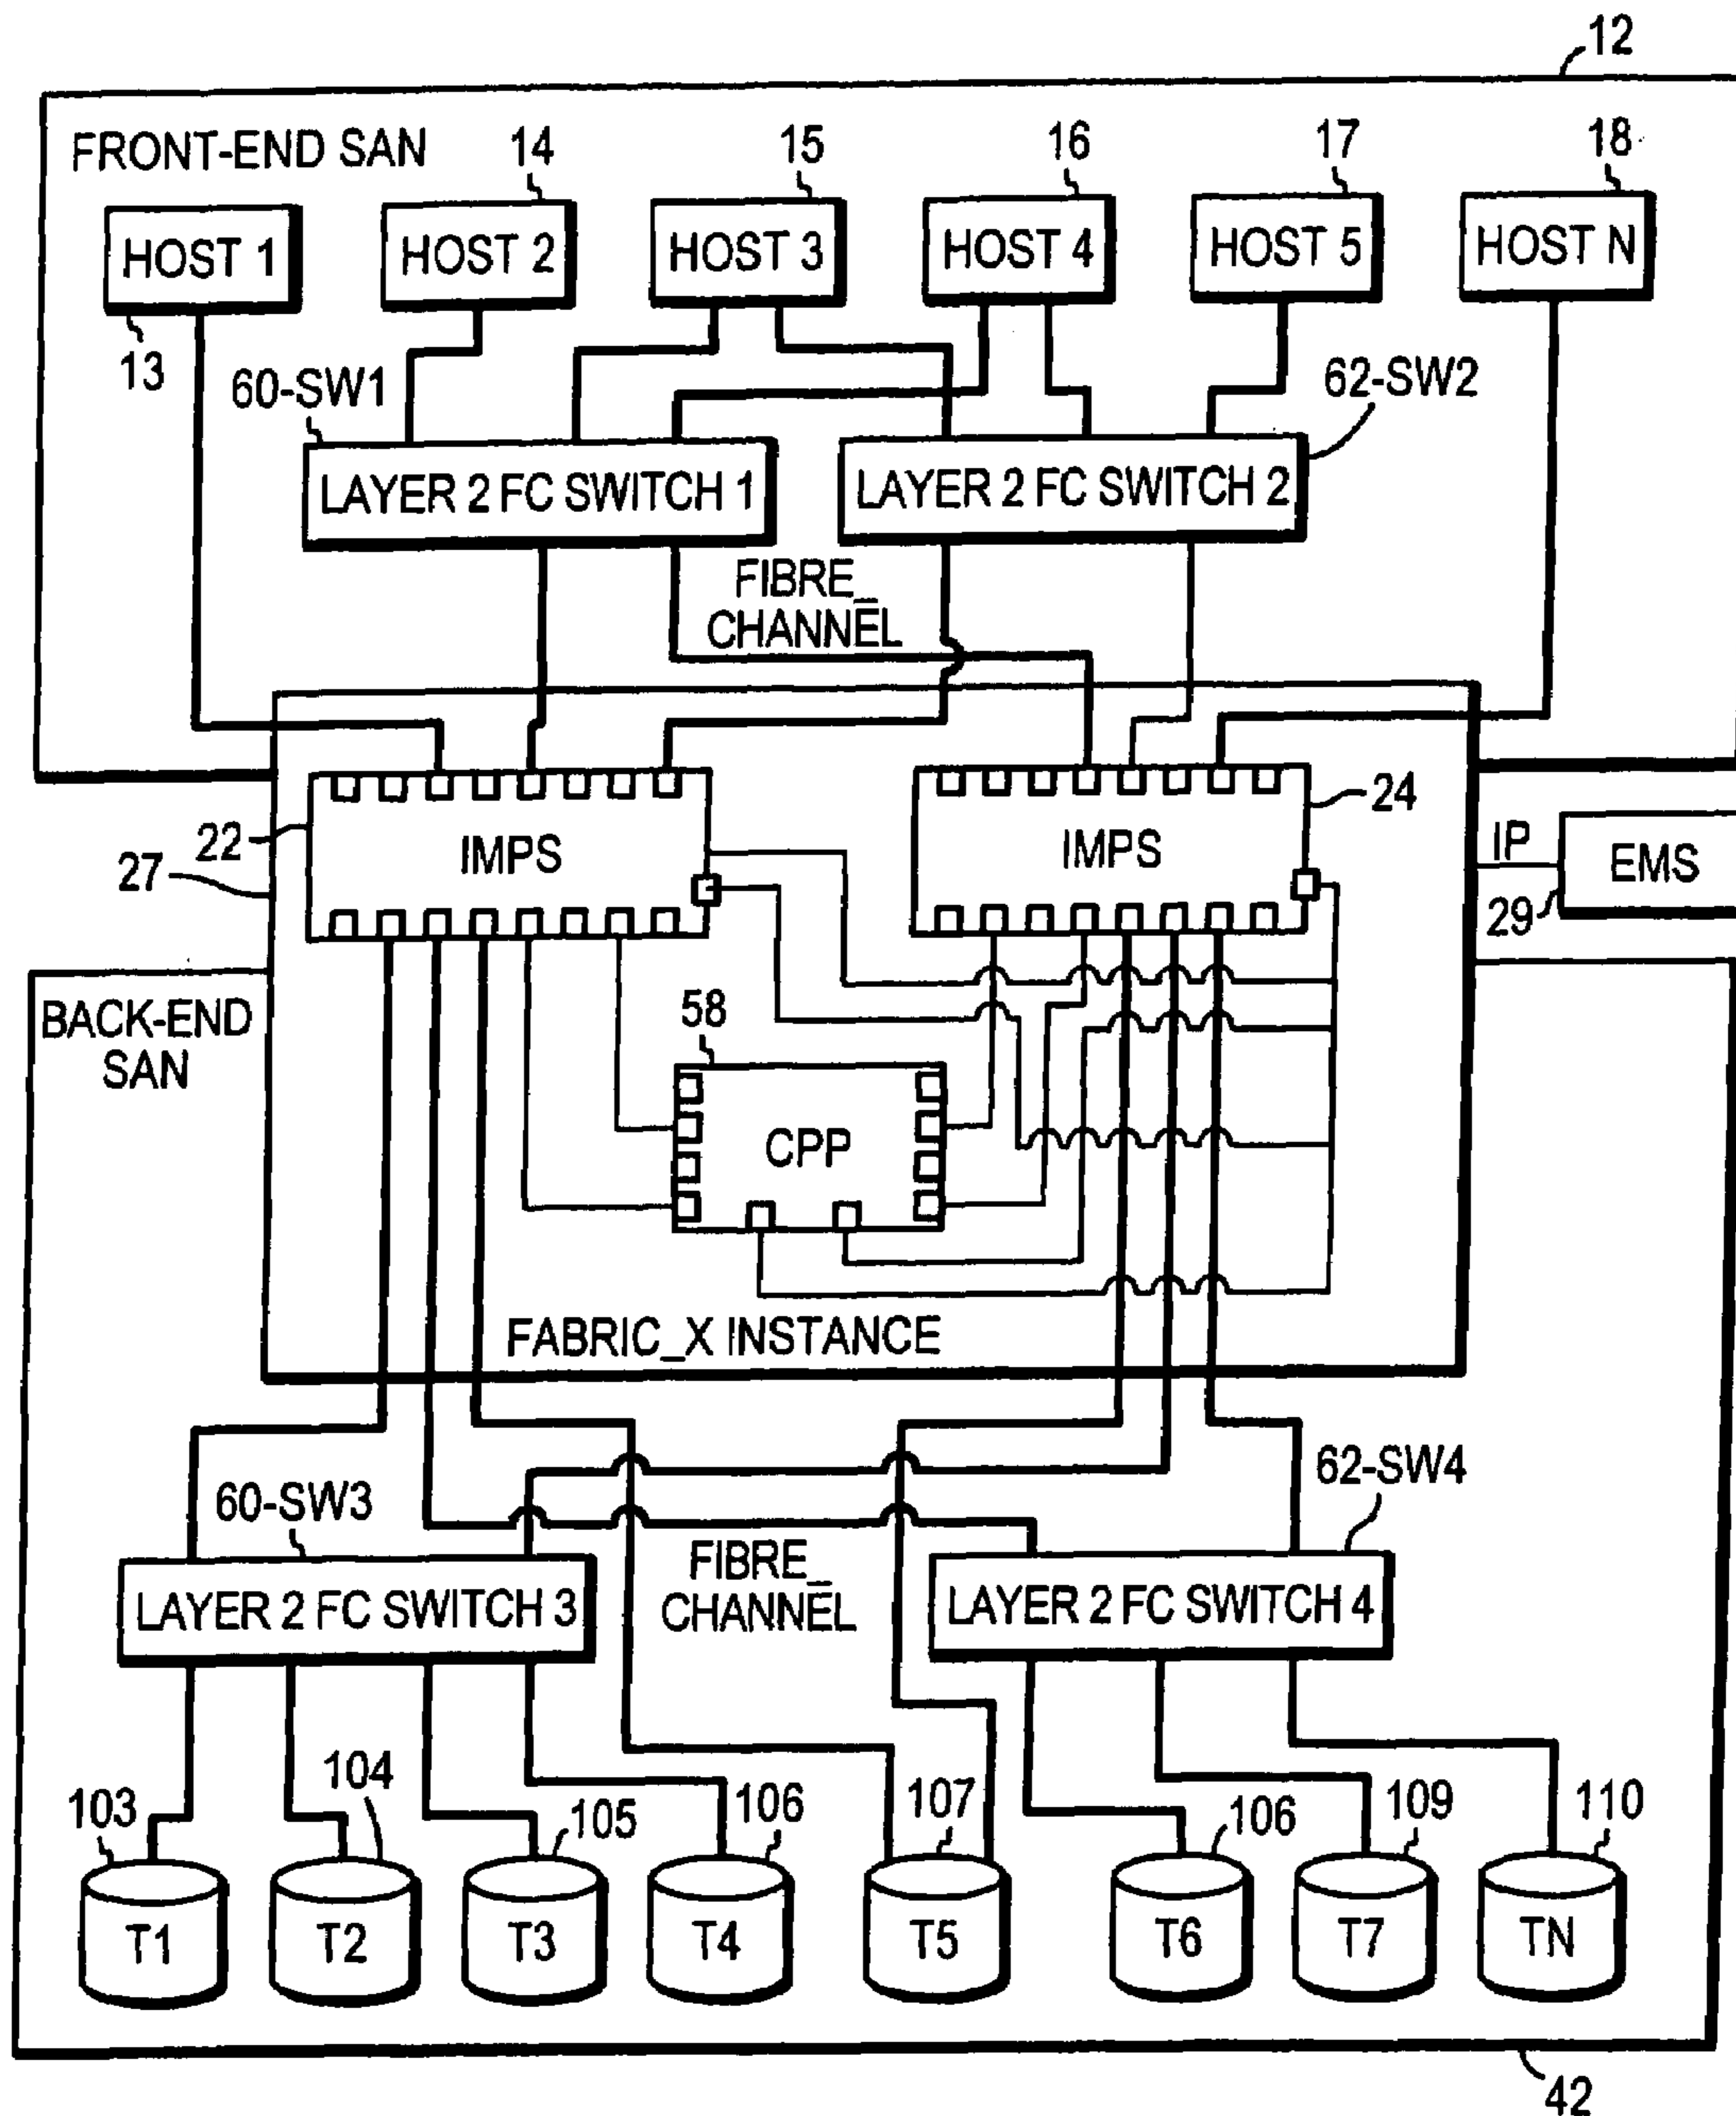 12
FRONT-END SAN
14
15
16
17
18
HOST 1
HOST 2
HOST 3
HOST 4
HOST 5
HOST N
13
60-SW1
62-SW2
LAYER 2 FC SWITCH 1
LAYER 2 FC SWITCH 2
FIBRE_
CHANNEL
22
IMPS
IMPS
24
27
IP
EMS
29
BACK-END
SAN
58
CPP
FABRIC_X INSTANCE
60-SW3
62-SW4
FIBRE_
CHANNEL
LAYER 2 FC SWITCH 3
LAYER 2 FC SWITCH 4
103
104
105
106
107
106
109
110
T1
T2
T3
T4
T5
T6
T7
TN
42